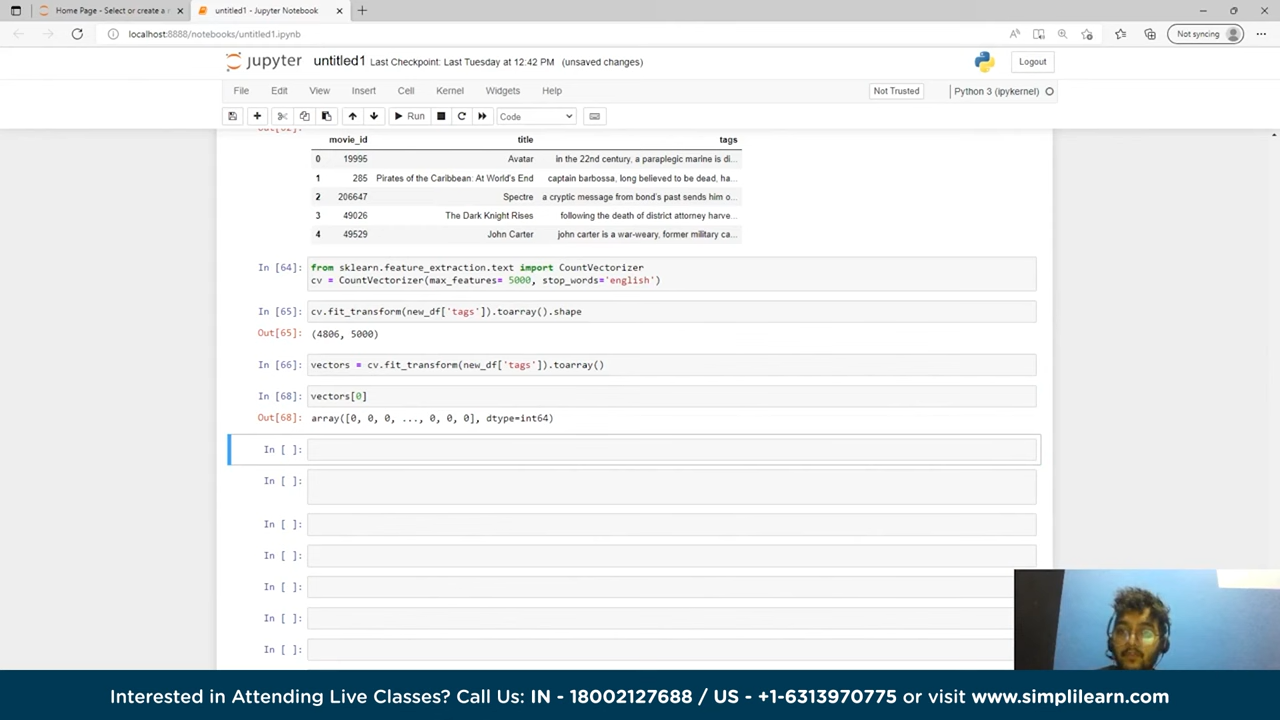 Home Page - Select or create a n
untitled1 - Jupyter Notebook
localhost:8888/notebooks/untitled1.ipynb
Not syncing
jupyter untitled1 Last Checkpoint: Last Tuesday at 12:42 PM (unsaved changes)
Logout
File Edit View Insert Cell Kernel Widgets Help
Not Trusted
Python 3 (ipykernel)
Run
Code
movie_id title tags
0 19995 Avatar in the 22nd century, a paraplegic marine is di...
1 285 Pirates of the Caribbean: At World's End captain barbossa, long believed to be dead, ha...
2 206647 Spectre a cryptic message from bond's past sends him o...
3 49026 The Dark Knight Rises following the death of district attorney harve...
4 49529 John Carter john carter is a war-weary, former military ca...
In [64]: from sklearn.feature_extraction.text import CountVectorizer
cv = CountVectorizer(max_features= 5000, stop_words='english')
In [65]: cv.fit_transform(new_df['tags']).toarray().shape
Out[65]: (4806, 5000)
In [66]: vectors = cv.fit_transform(new_df['tags']).toarray()
In [68]: vectors[0]
Out[68]: array([0, 0, 0, ..., 0, 0, 0], dtype=int64)
In [ ]:
In [ ]:
In [ ]:
In [ ]:
In [ ]:
In [ ]:
In [ ]:
Interested in Attending Live Classes? Call Us: IN - 18002127688 / US - +1-6313970775 or visit www.simplilearn.com